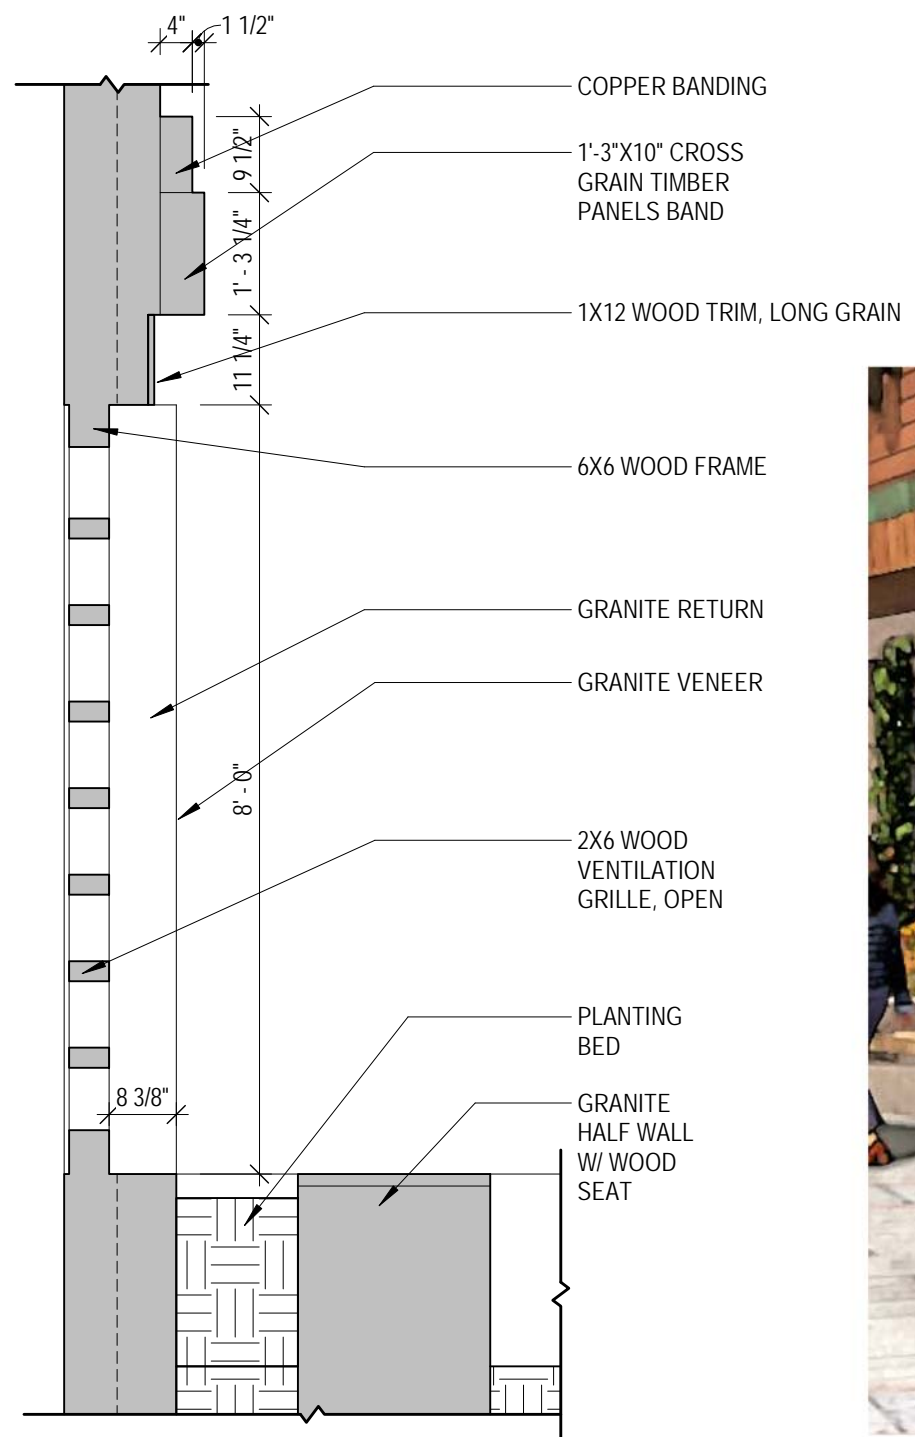 4" 1 1/2"
COPPER BANDING
9 1/2"
1'-3"X10" CROSS
GRAIN TIMBER
PANELS BAND
1' - 3 1/4"
1X12 WOOD TRIM, LONG GRAIN
11 1/4"
6X6 WOOD FRAME
GRANITE RETURN
GRANITE VENEER
8' - 0"
2X6 WOOD
VENTILATION
GRILLE, OPEN
PLANTING
BED
8 3/8"
GRANITE
HALF WALL
W/ WOOD
SEAT